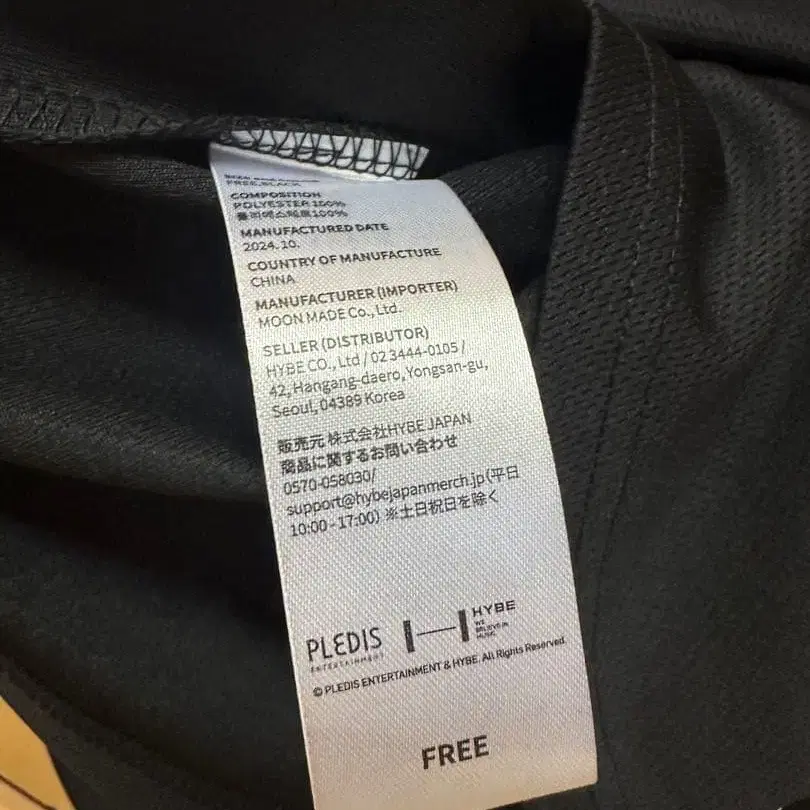 FREE, BLACK
COMPOSITION
POLYESTER 100%
폴리에스테르100%
MANUFACTURED DATE
2024. 10.
COUNTRY OF MANUFACTURE
CHINA
MANUFACTURER (IMPORTER)
MOON MADE Co., Ltd.
SELLER (DISTRIBUTOR)
HYBE CO., Ltd / 02 3444-0105 /
42, Hangang-daero, Yongsan-gu,
Seoul, 04389 Korea
販売元 株式会社HYBE JAPAN
商品に関するお問い合わせ
0570-058030/
support@hybejapanmerch.jp(平日
10:00 - 17:00) ※土日祝日を除く
PLEDIS
ENTERTAINMENT
HYBE
WE
BELIEVE IN
MUSIC
© PLEDIS ENTERTAINMENT & HYBE. All Rights Reserved.
FREE